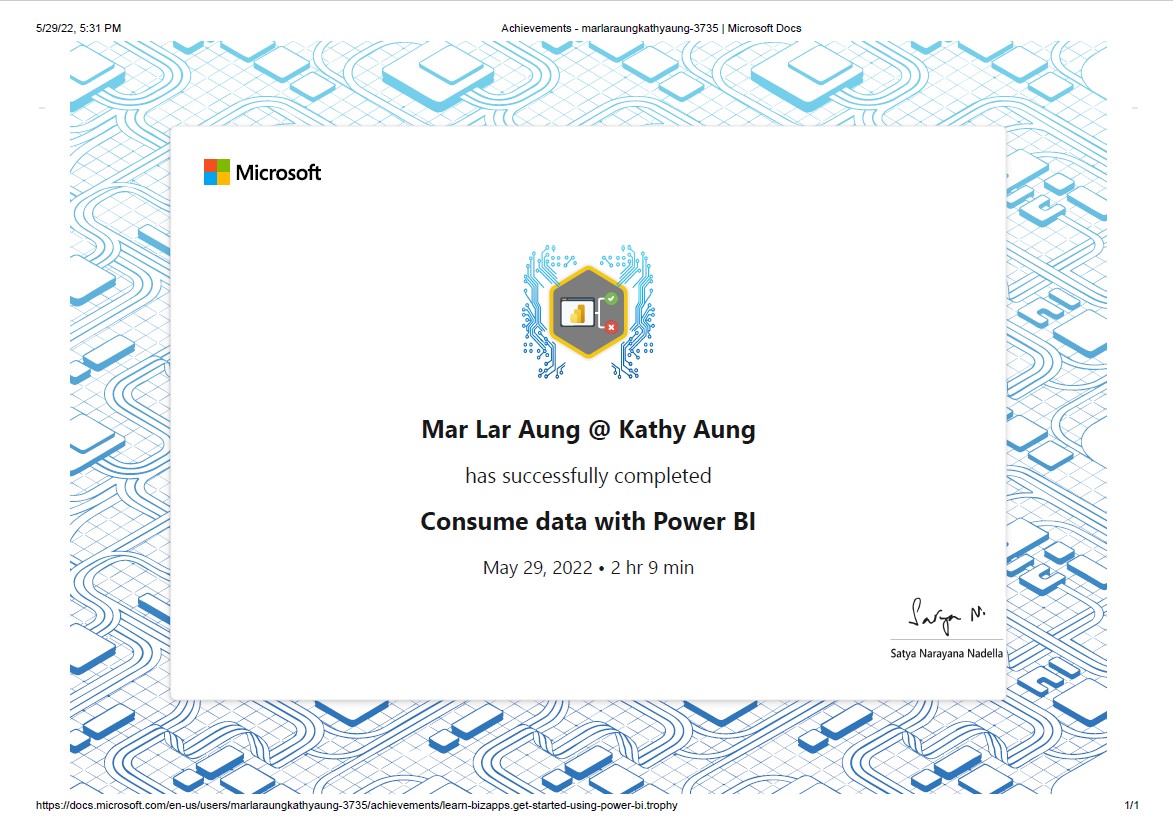 5/29/22, 5:31 PM
Achievements - marlaraungkathyaung-3735 | Microsoft Docs
Microsoft
Mar Lar Aung @ Kathy Aung
has successfully completed
Consume data with Power BI
May 29, 2022 • 2 hr 9 min
Satya N.
Satya Narayana Nadella
https://docs.microsoft.com/en-us/users/marlaraungkathyaung-3735/achievements/learn-bizapps.get-started-using-power-bi.trophy
1/1